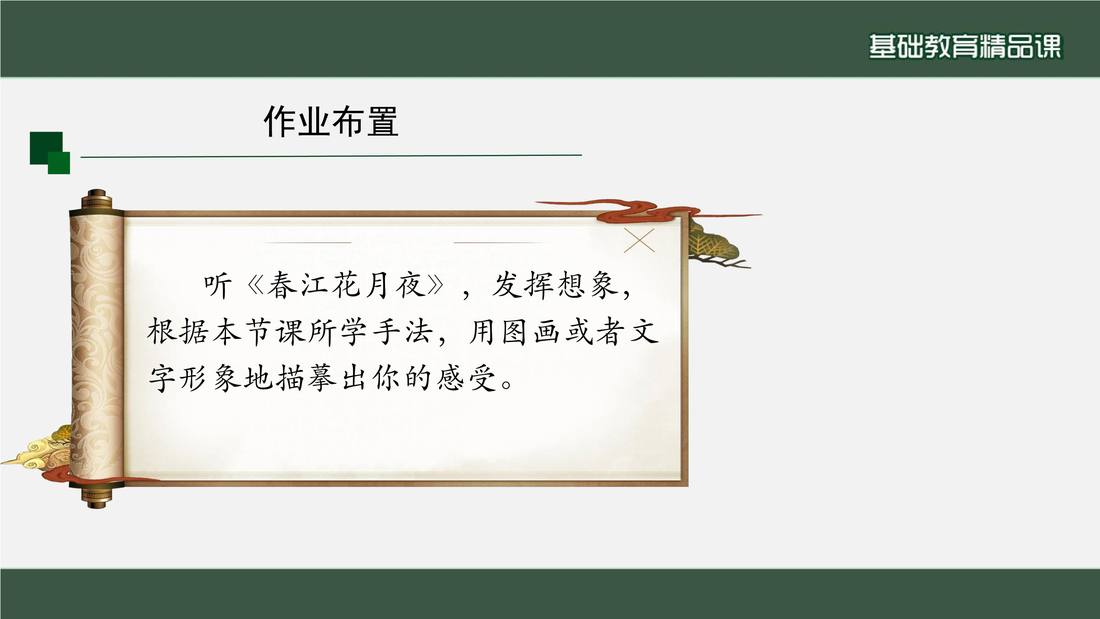 基础教育精品课
作业布置
听《春江花月夜》，发挥想象，
根据本节课所学手法，用图画或者文
字形象地描摹出你的感受。